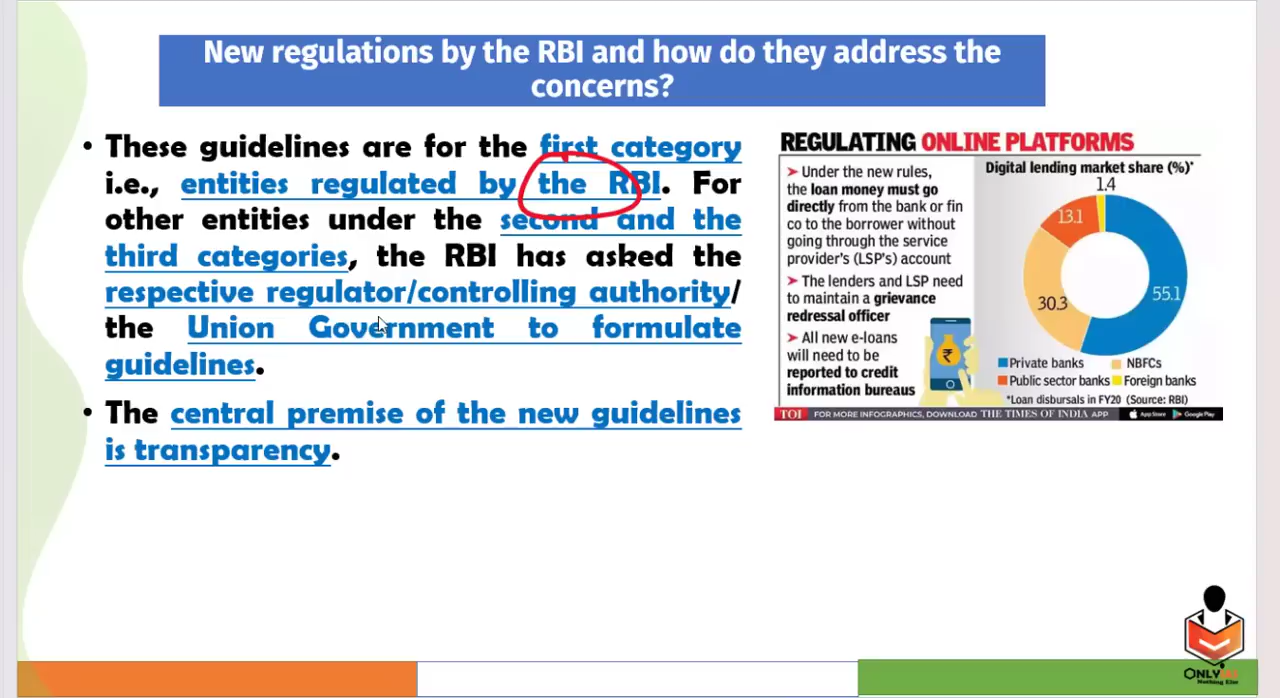 New regulations by the RBI and how do they address the
concerns?
• These guidelines are for the first category
i.e., entities regulated by the RBI. For
other entities under the second and the
third categories, the RBI has asked the
respective regulator/controlling authority/
the Union Government to formulate
guidelines.
• The central premise of the new guidelines
is transparency.
REGULATING ONLINE PLATFORMS
➤ Under the new rules,
the loan money must go
directly from the bank or fin
co to the borrower without
going through the service
provider's (LSP's) account
➤ The lenders and LSP need
to maintain a grievance
redressal officer
➤ All new e-loans
will need to be
reported to credit
information bureaus
₹
Digital lending market share (%)*
1.4
13.1
30.3
55.1
Private banks NBFCs
Public sector banks Foreign banks
*Loan disbursals in FY20 (Source: RBI)
TOI FOR MORE INFOGRAPHICS, DOWNLOAD THE TIMES OF INDIA APP App Store Google Play
ONLY
Nothing Else